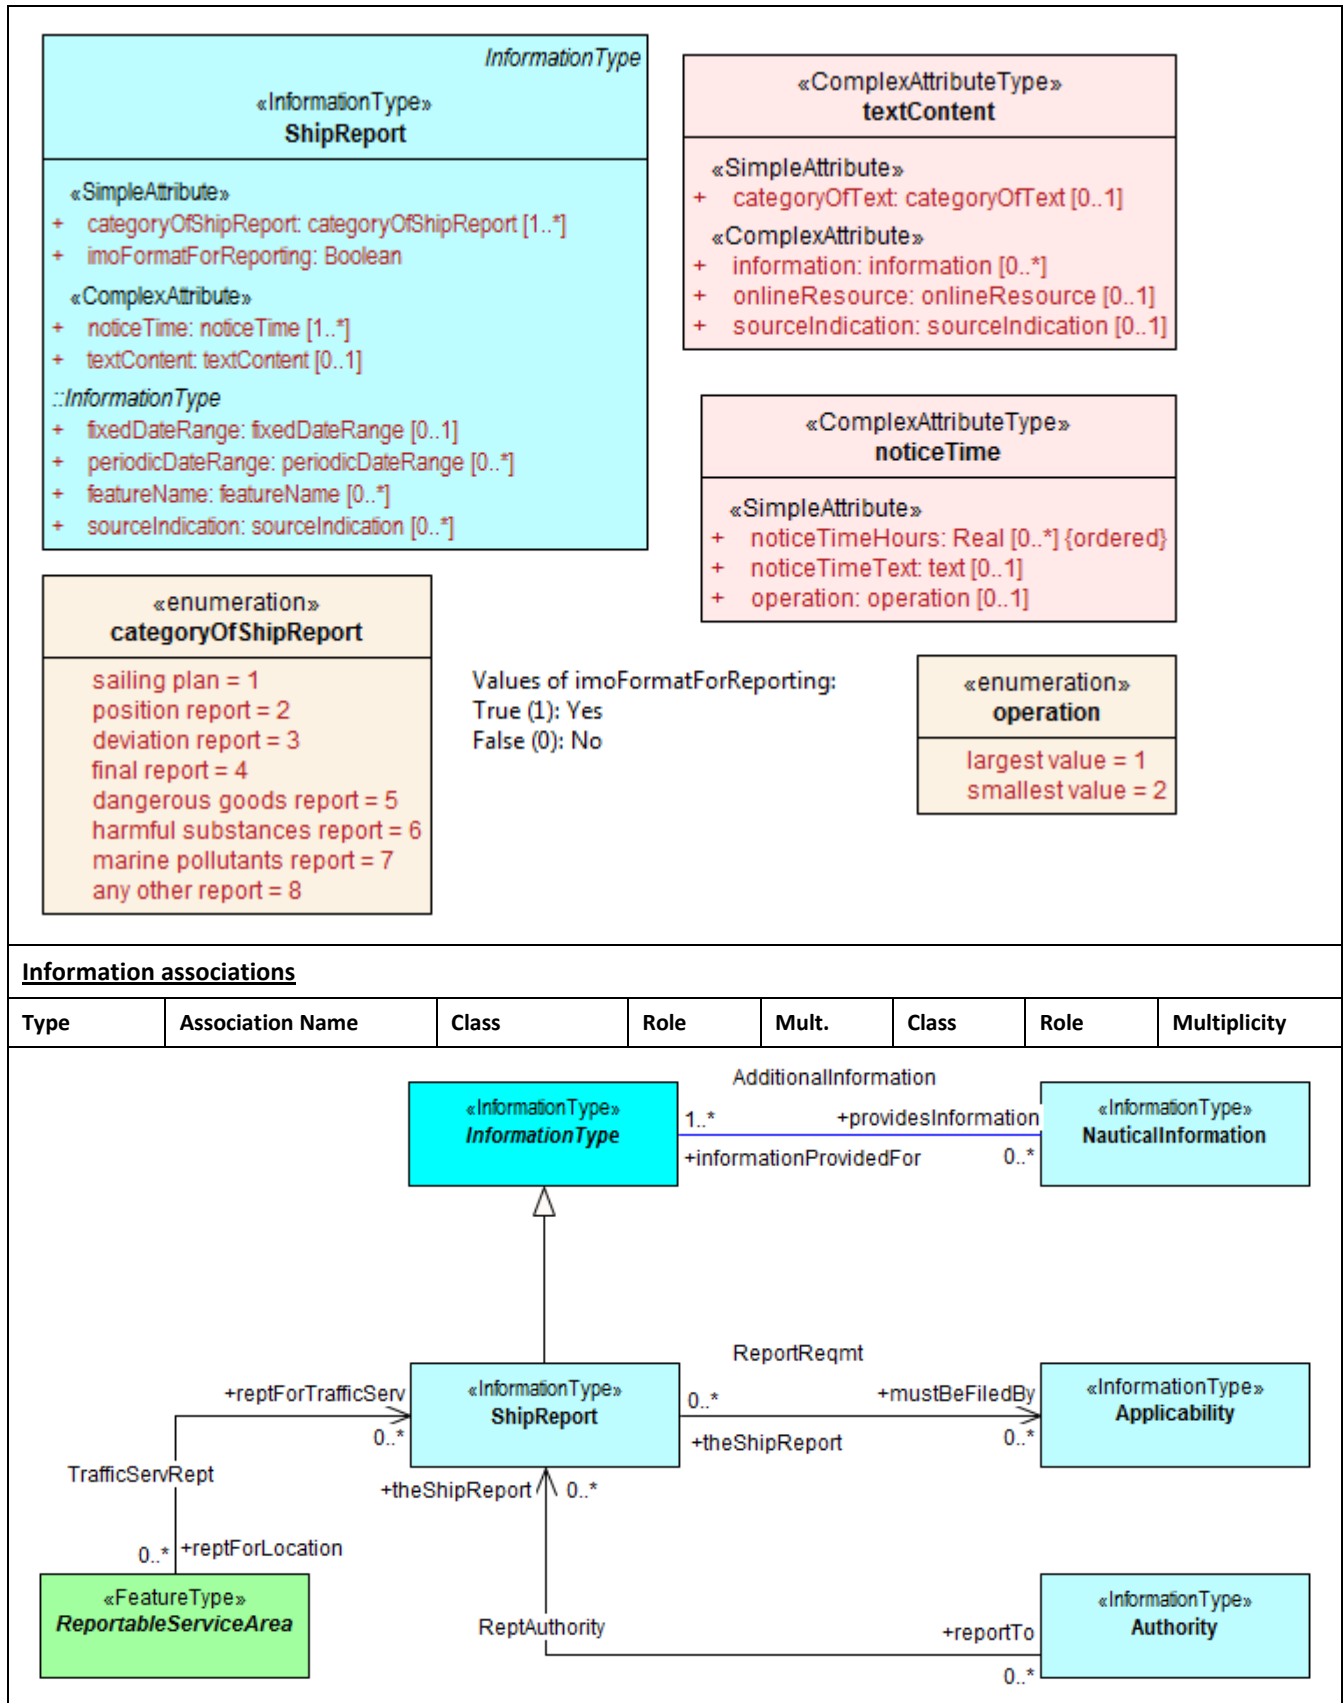 InformationType
«InformationType»
ShipReport
«SimpleAttribute»
+ categoryOfShipReport: categoryOfShipReport [1..*]
+ imoFormatForReporting: Boolean
«ComplexAttribute»
+ noticeTime: noticeTime [1..*]
+ textContent: textContent [0..1]
::InformationType
+ fixedDateRange: fixedDateRange [0..1]
+ periodicDateRange: periodicDateRange [0..*]
+ featureName: featureName [0..*]
+ sourceIndication: sourceIndication [0..*]
«ComplexAttributeType»
textContent
«SimpleAttribute»
+ categoryOfText: categoryOfText [0..1]
«ComplexAttribute»
+ information: information [0..*]
+ onlineResource: onlineResource [0..1]
+ sourceIndication: sourceIndication [0..1]
«ComplexAttributeType»
noticeTime
«SimpleAttribute»
+ noticeTimeHours: Real [0..*] {ordered}
+ noticeTimeText: text [0..1]
+ operation: operation [0..1]
«enumeration»
categoryOfShipReport
sailing plan = 1
position report = 2
deviation report = 3
final report = 4
dangerous goods report = 5
harmful substances report = 6
marine pollutants report = 7
any other report = 8
Values of imoFormatForReporting:
True (1): Yes
False (0): No
«enumeration»
operation
largest value = 1
smallest value = 2
Information associations
Type Association Name Class Role Mult. Class Role Multiplicity
AdditionalInformation
«InformationType»
InformationType
1..* +providesInformation
+informationProvidedFor 0..*
«InformationType»
NauticalInformation
ReportReqmt
+reptForTrafficServ
0..*
«InformationType»
ShipReport
0..* +mustBeFiledBy
+theShipReport 0..*
«InformationType»
Applicability
TrafficServRept
+theShipReport 0..*
0..* +reptForLocation
«FeatureType»
ReportableServiceArea
ReptAuthority
+reportTo
0..*
«InformationType»
Authority